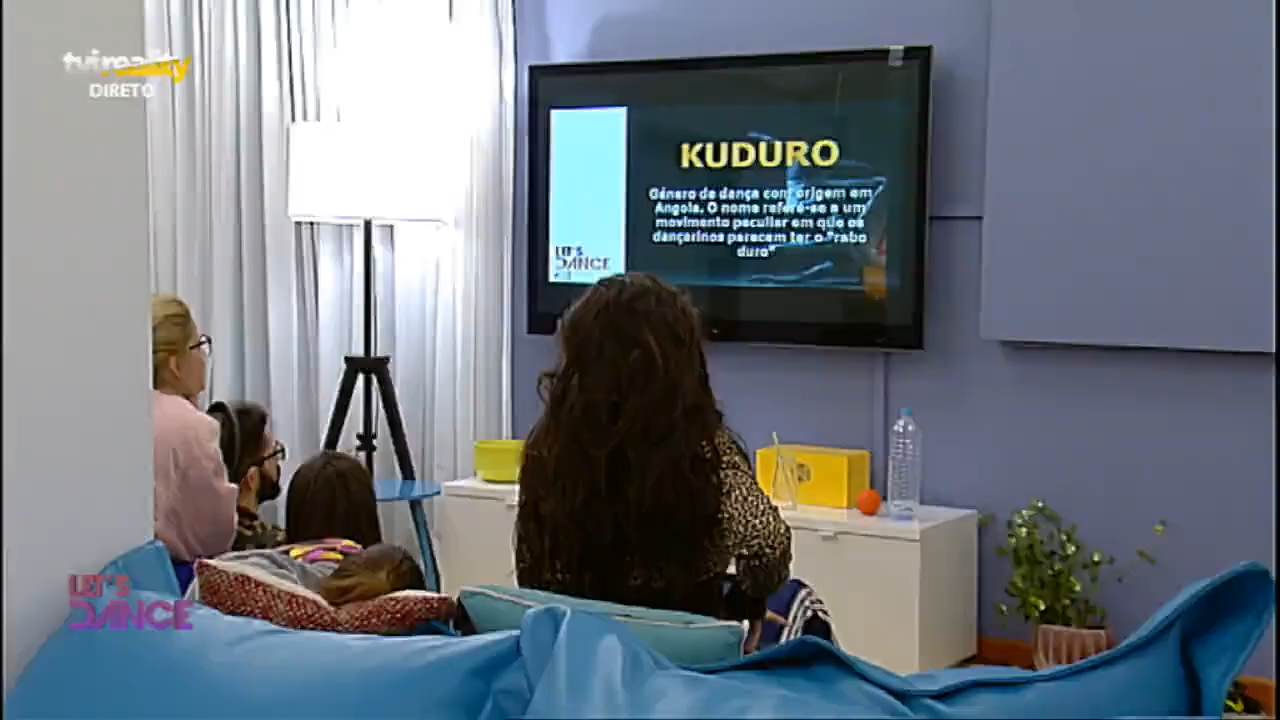 tvi reality
DIRETO
KUDURO
Género de dança com origem em
Angola. O nome refere-se a um
movimento peculiar em que os
dançarinos parecem ter o "rabo
duro"
LET'S
DANCE
LET'S
DANCE